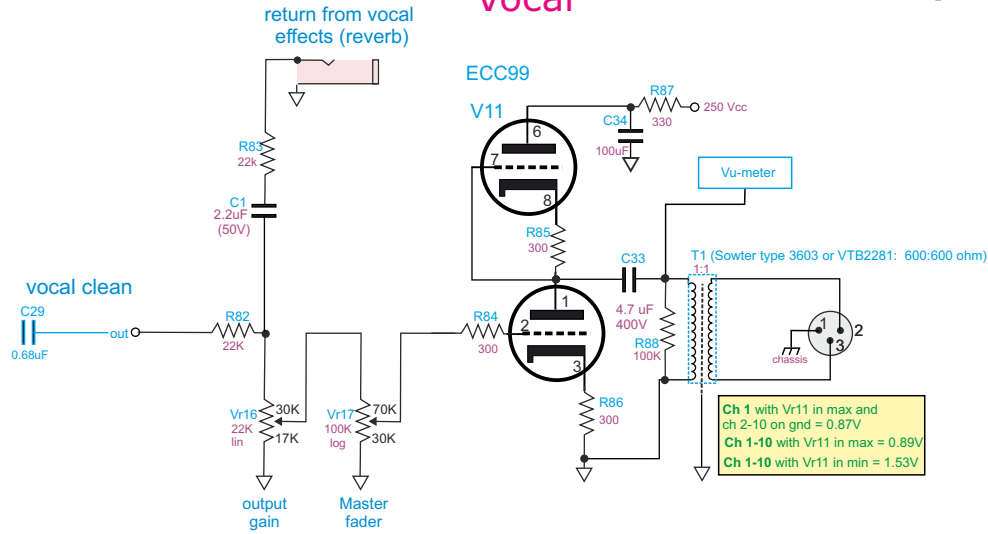 vocal
return from vocal
effects (reverb)
ECC99
V11
R87
330
250 Vcc
C34
100uF
6
7
8
R83
22k
C1
2.2uF
(50V)
Vu-meter
R85
300
C33
4.7 uF
400V
T1 (Sowter type 3603 or VTB2281: 600:600 ohm)
1:1
vocal clean
C29
0.68uF
out
R82
22K
R84
300
1
2
3
R88
100K
1
2
3
chassis
Vr16
22K
lin
30K
17K
Vr17
100K
log
70K
30K
R86
300
Ch 1 with Vr11 in max and
ch 2-10 on gnd = 0.87V
Ch 1-10 with Vr11 in max = 0.89V
Ch 1-10 with Vr11 in min = 1.53V
output
gain
Master
fader